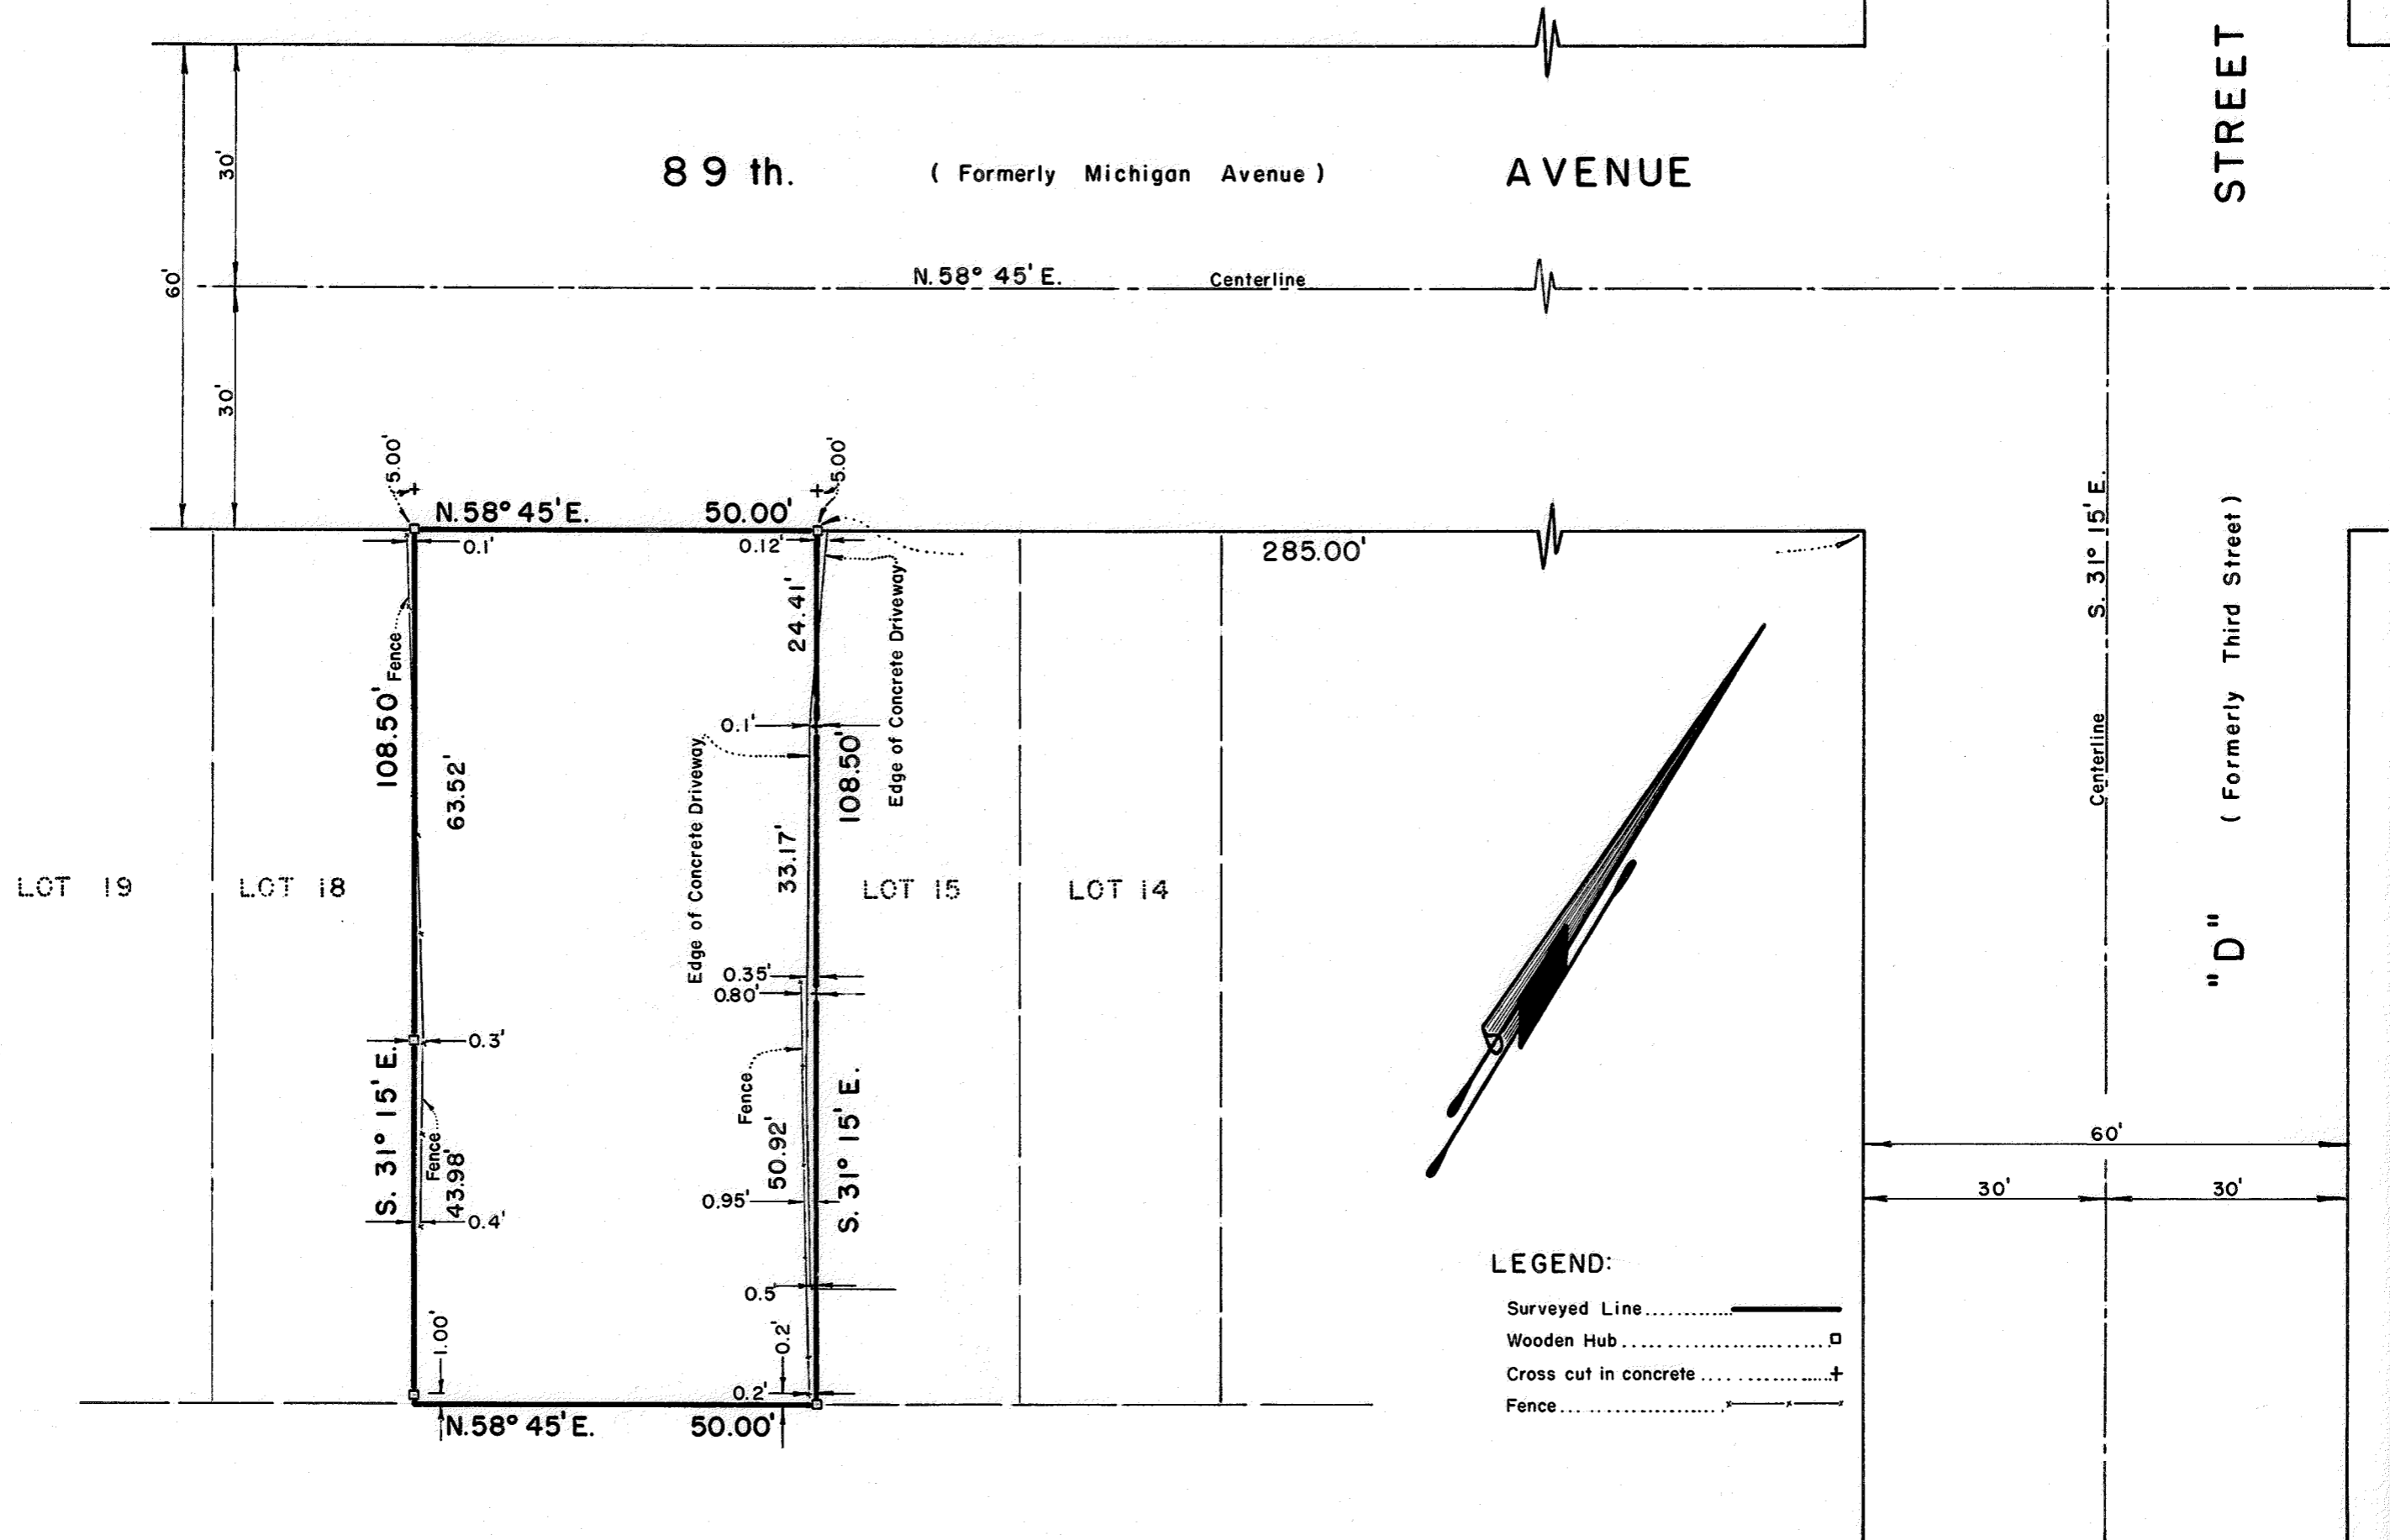 STREET
89 th. ( Formerly Michigan Avenue ) AVENUE
30'
60'
N. 58° 45' E. Centerline
30'
5.00'
5.00'
N. 58° 45' E. 50.00'
0.1'
0.12'
285.00'
24.41'
Edge of Concrete Driveway
Fence
108.50'
63.52'
0.1'
Edge of Concrete Driveway
108.50'
33.17'
S. 31° 15' E.
Centerline
( Formerly Third Street )
LOT 19
LOT 18
LOT 15
LOT 14
"D"
0.35'
0.80'
0.3'
S. 31° 15' E.
Fence
43.98'
0.4'
Fence
50.92'
S. 31° 15' E.
0.95'
60'
30'
30'
0.5'
1.00'
0.2'
0.2'
N. 58° 45' E. 50.00'
LEGEND:
Surveyed Line
Wooden Hub
Cross cut in concrete
Fence